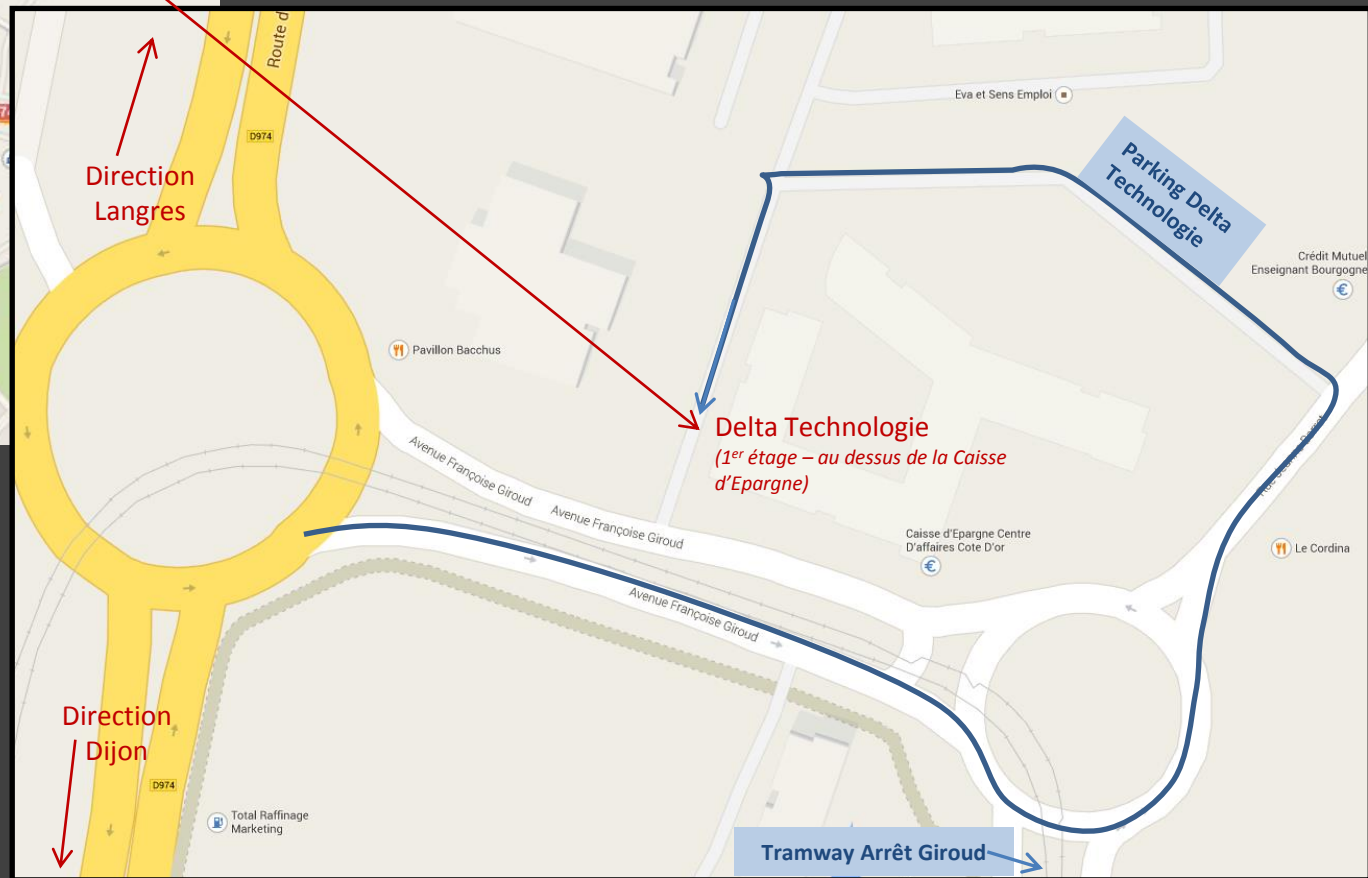 Route d
Eva et Sens Emploi
D974
Parking Delta
Technologie
Direction
Langres
Crédit Mutuel
Enseignant Bourgogne
Pavillon Bacchus
Delta Technologie
(1er étage – au dessus de la Caisse
d'Epargne)
Avenue Françoise Giroud
Avenue Françoise Giroud
Caisse d'Epargne Centre
D'affaires Cote D'or
Le Cordina
Avenue Françoise Giroud
Direction
Dijon
D974
Total Raffinage
Marketing
Tramway Arrêt Giroud